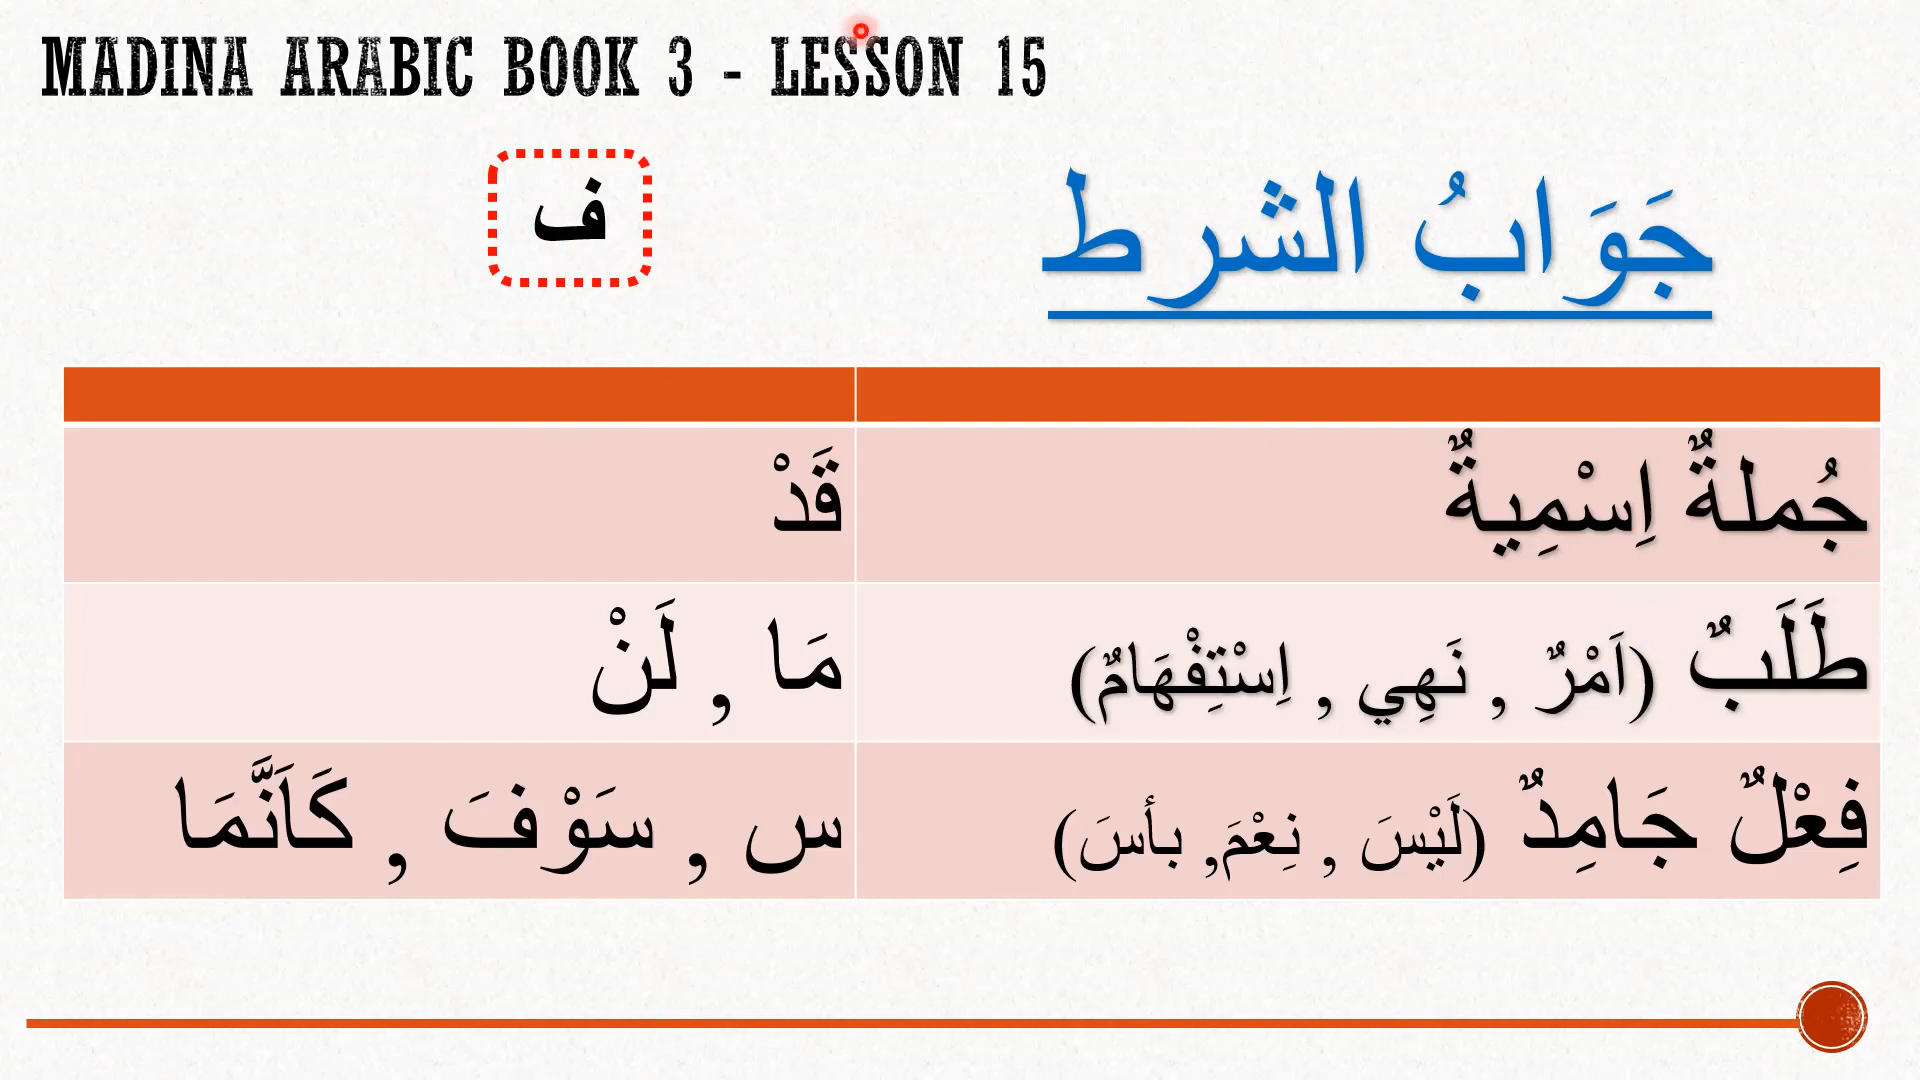 MADINA ARABIC BOOK 3 - LESSON 15
جَوَابُ الشرط
ف
جُملةٌ اِسْمِيةٌ
قَدْ
طَلَبٌ (اَمْرٌ , نَهِي , اِسْتِفْهَامٌ)
مَا , لَنْ
فِعْلٌ جَامِدٌ (لَيْسَ , نِعْمَ, بأسَ)
س , سَوْفَ , كَاَنَّمَا